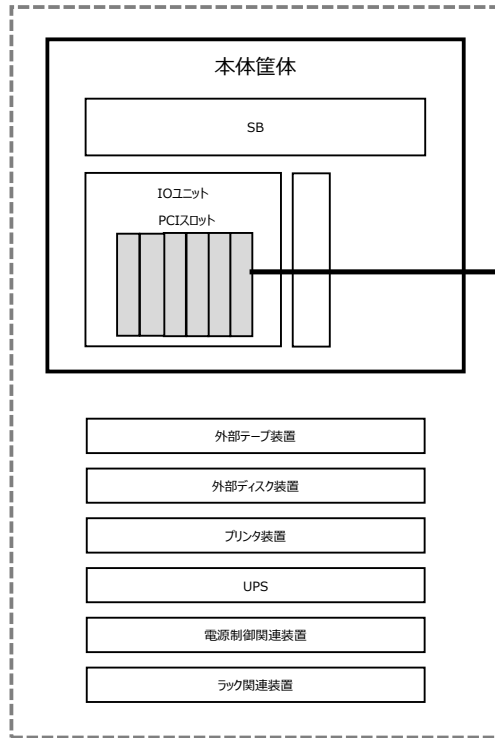 本体筐体
SB
IOユニット
PCIスロット
外部テープ装置
外部ディスク装置
プリンタ装置
UPS
電源制御関連装置
ラック関連装置